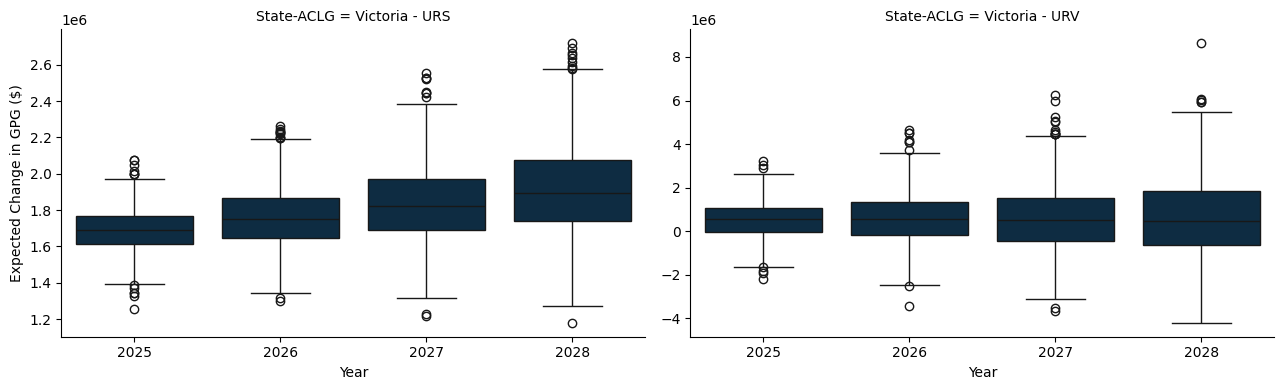 State-ACLG = Victoria - URS
1e6
Expected Change in GPG ($)
2.6
2.4
2.2
2.0
1.8
1.6
1.4
1.2
2025 2026 2027 2028
Year
State-ACLG = Victoria - URV
1e6
8
6
4
2
0
−2
−4
2025 2026 2027 2028
Year